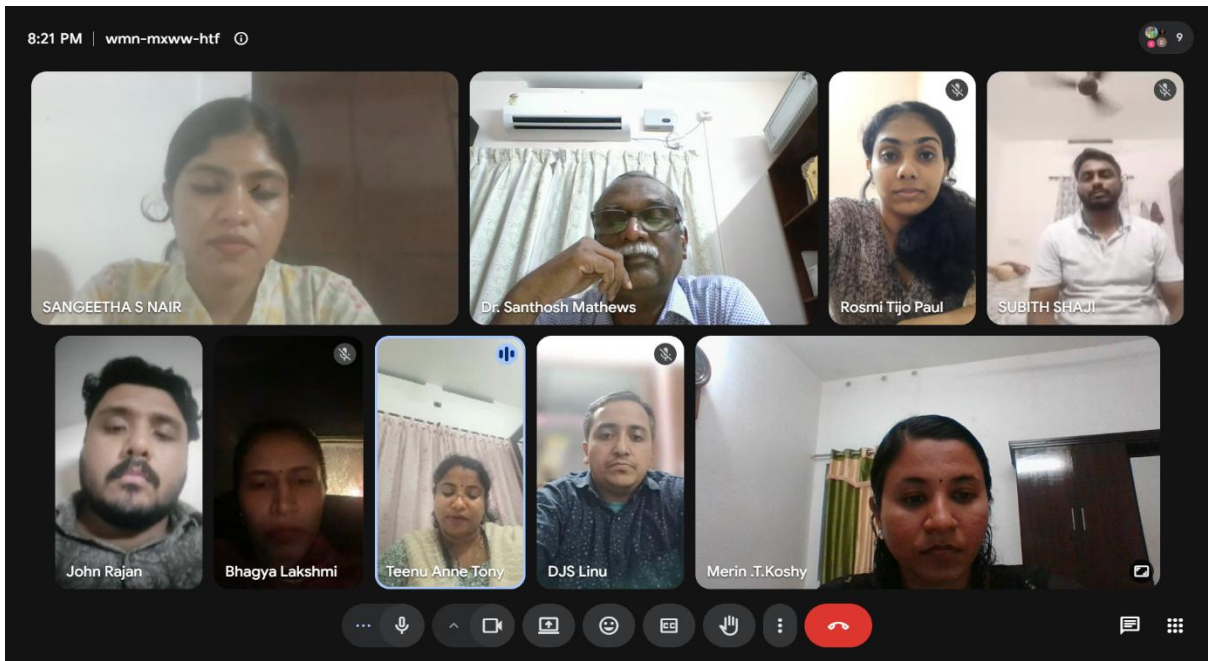 8:21 PM | wmn-mxww-htf
9
SANGEETHA S NAIR
Dr. Santhosh Mathews
Rosmi Tijo Paul
SUBITH SHAJI
John Rajan
Bhagya Lakshmi
Teenu Anne Tony
DJS Linu
Merin .T.Koshy
CC